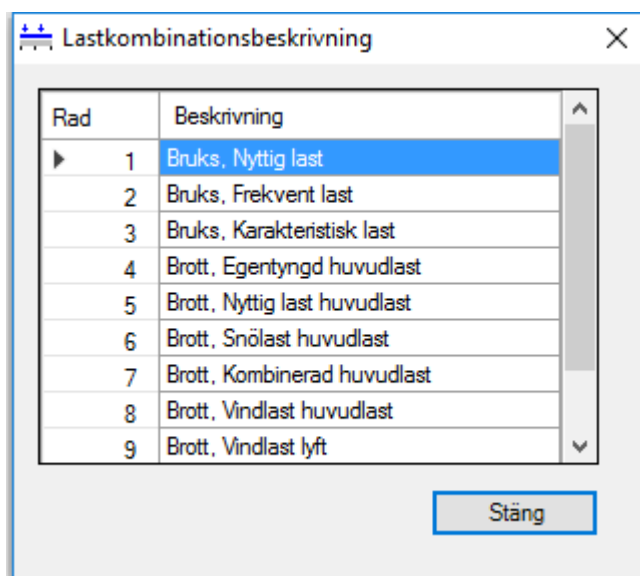 Lastkombinationsbeskrivning
Rad Beskrivning
1 Bruks, Nyttig last
2 Bruks, Frekvent last
3 Bruks, Karakteristisk last
4 Brott, Egentyngd huvudlast
5 Brott, Nyttig last huvudlast
6 Brott, Snölast huvudlast
7 Brott, Kombinerad huvudlast
8 Brott, Vindlast huvudlast
9 Brott, Vindlast lyft
Stäng